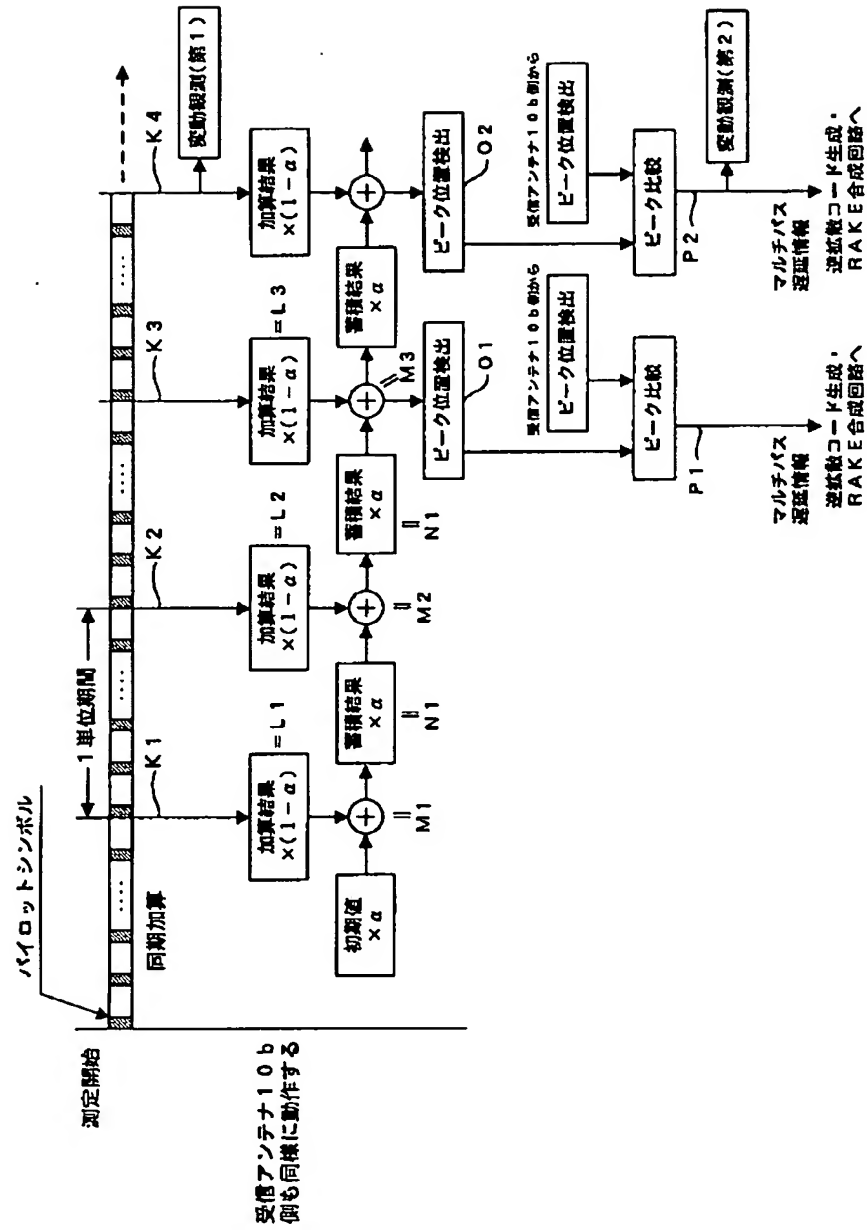 パイロットシンボル
測定開始
1単位期間
同期加算
K1
K2
K3
K4
変動観測(第1)
受信アンテナ10b
側も同様に動作する
加算結果
×(1-α)
=L1
加算結果
×(1-α)
=L2
加算結果
×(1-α)
=L3
加算結果
×(1-α)
初期値
×α
+
=
M1
蓄積結果
×α
=
N1
+
=
M2
蓄積結果
×α
=
N1
+
=
M3
蓄積結果
×α
+
ピーク位置検出
O1
ピーク位置検出
O2
受信アンテナ10b側から
ピーク位置検出
受信アンテナ10b側から
ピーク位置検出
ピーク比較
ピーク比較
P1
P2
変動観測(第2)
マルチパス
遅延情報
マルチパス
遅延情報
逆拡散コード生成・
RAKE合成回路へ
逆拡散コード生成・
RAKE合成回路へ